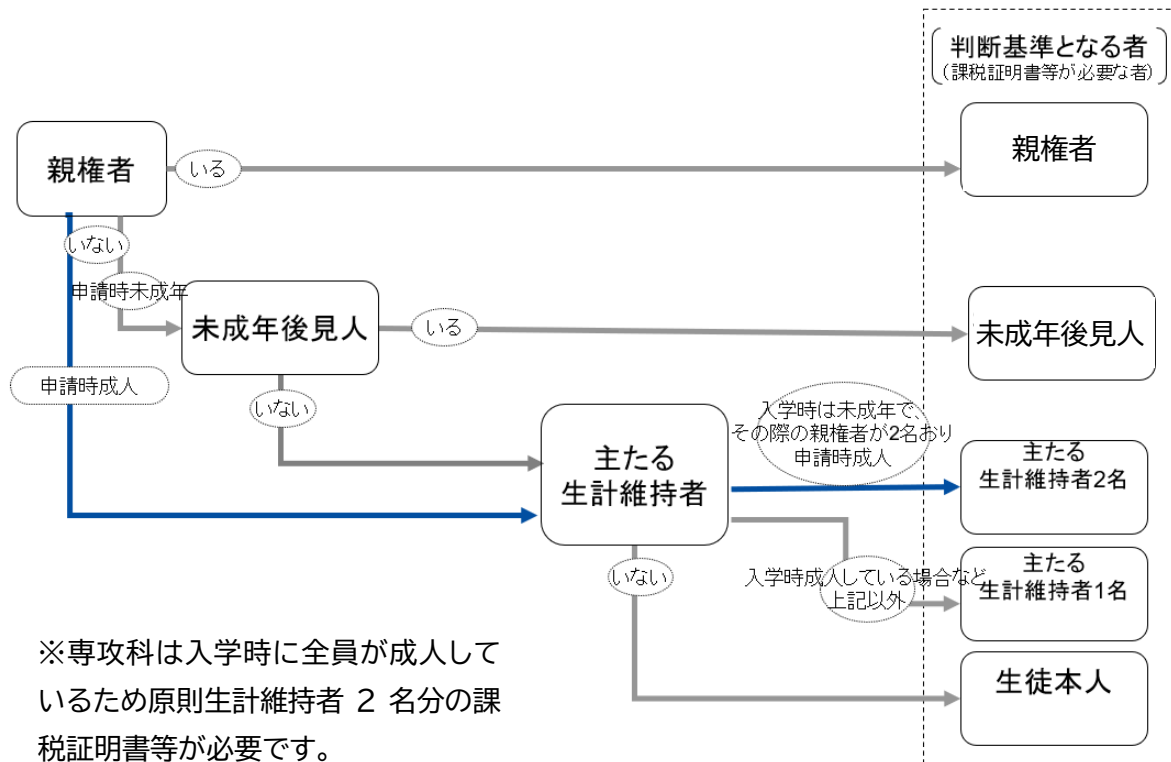 判断基準となる者
（課税証明書等が必要な者）
親権者
いる
親権者
いない
申請時未成年
未成年後見人
いる
未成年後見人
申請時成人
いない
主たる
生計維持者
入学時は未成年で、
その際の親権者が2名おり
申請時成人
主たる
生計維持者2名
いない
入学時成人している場合など
上記以外
主たる
生計維持者1名
生徒本人
※専攻科は入学時に全員が成人して
いるため原則生計維持者 ２ 名分の課
税証明書等が必要です。